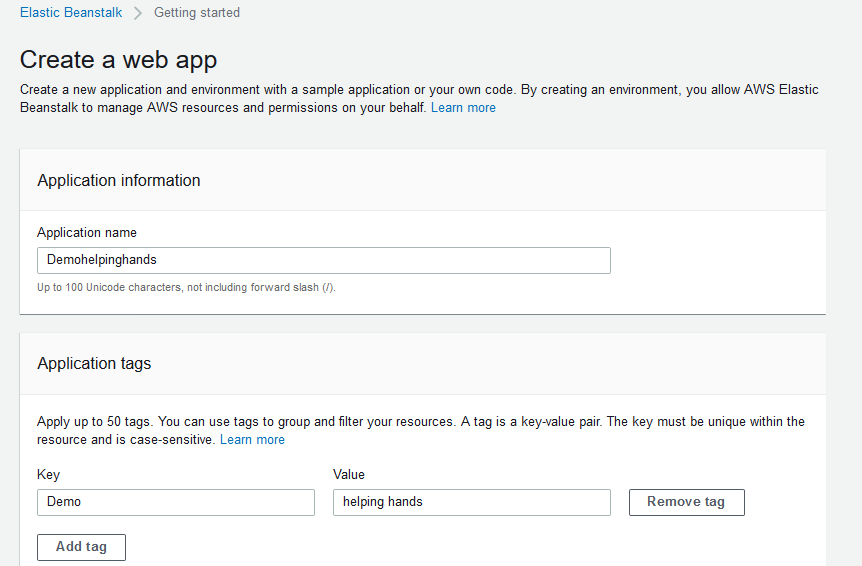 Elastic Beanstalk > Getting started
Create a web app
Create a new application and environment with a sample application or your own code. By creating an environment, you allow AWS Elastic
Beanstalk to manage AWS resources and permissions on your behalf. Learn more
Application information
Application name
Demohelpinghands
Up to 100 Unicode characters, not including forward slash (/).
Application tags
Apply up to 50 tags. You can use tags to group and filter your resources. A tag is a key-value pair. The key must be unique within the
resource and is case-sensitive. Learn more
Key Value
Demo helping hands Remove tag
Add tag